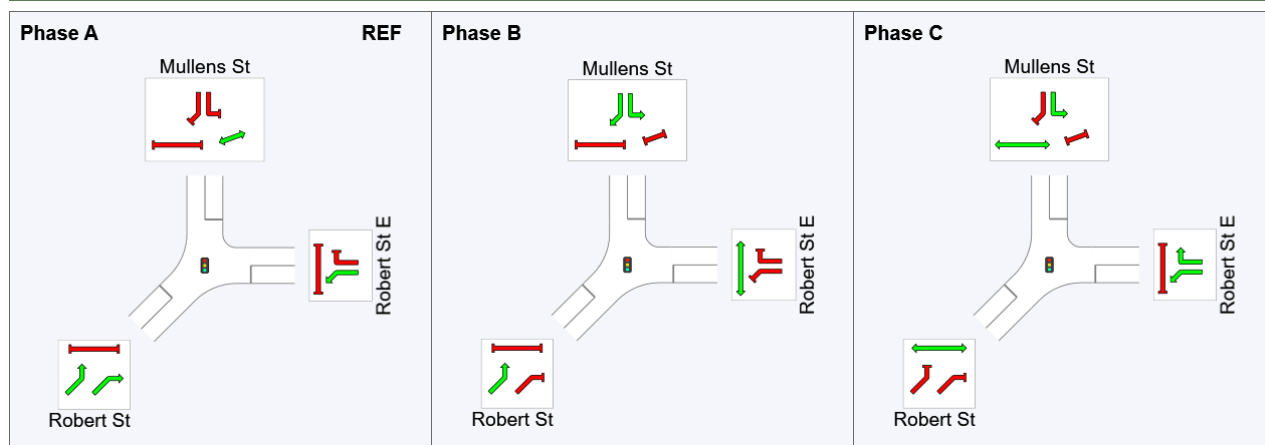 Phase A
REF
Mullens St
Robert St E
Robert St
Phase B
Mullens St
Robert St E
Robert St
Phase C
Mullens St
Robert St E
Robert St